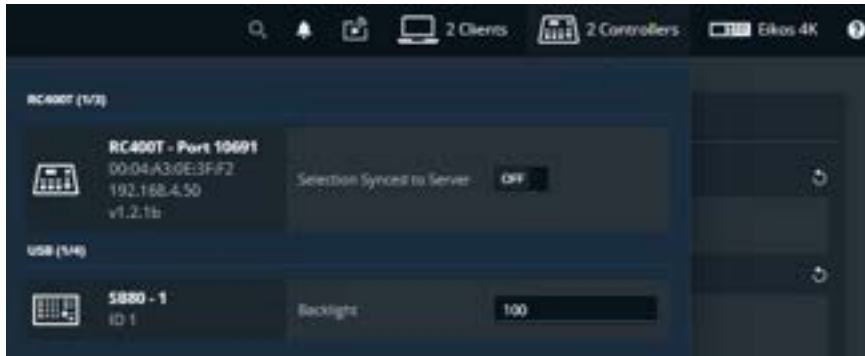 2 Clients
2 Controllers
Eikos 4K
RC400T (1/3)
RC400T - Port 10691
00:04:A3:0E:3F:F2
192.168.4.50
v1.2.1b
Selection Synced to Server
OFF
USB (1/4)
SB80 - 1
ID 1
Backlight
100